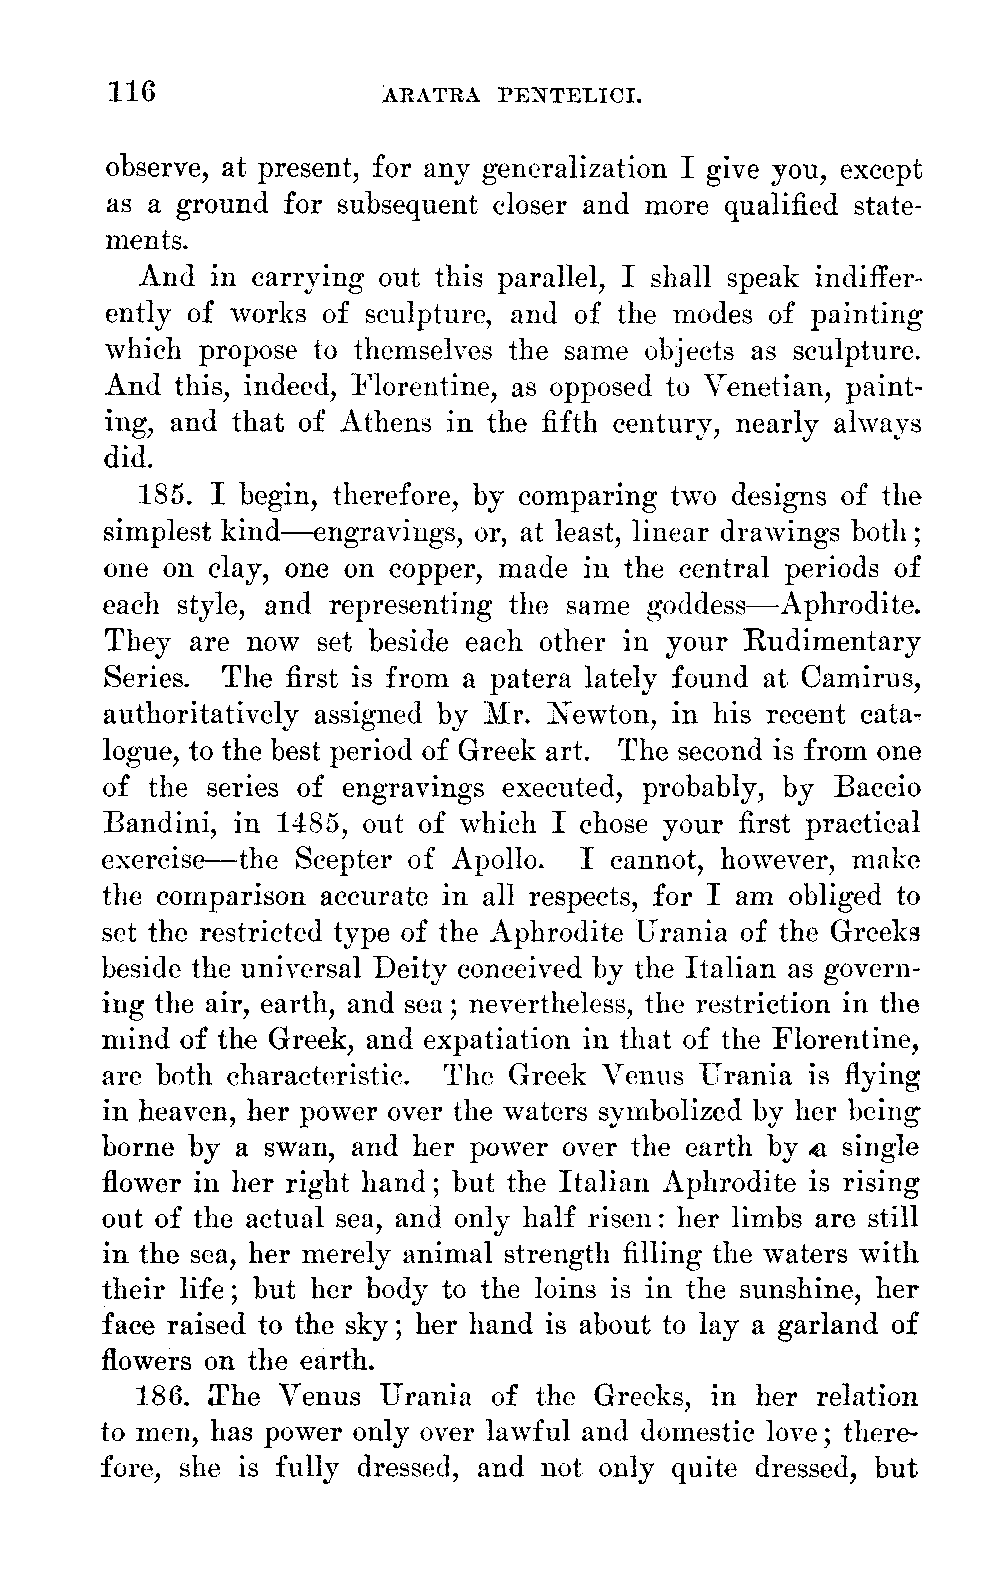 116 ARATRA PENTELICI.
observe, at present, for any generalization I give you, except
as a ground for subsequent closer and more qualified state-
ments.
And in carrying out this parallel, I shall speak indiffer-
ently of works of sculpture, and of the modes of painting
which propose to themselves the same objects as sculpture.
And this, indeed, Florentine, as opposed to Venetian, paint-
ing, and that of Athens in the fifth century, nearly always
did.
185. I begin, therefore, by comparing two designs of the
simplest kind—engravings, or, at least, linear drawings both;
one on clay, one on copper, made in the central periods of
each style, and representing the same goddess—Aphrodite.
They are now set beside each other in your Rudimentary
Series. The first is from a patera lately found at Camirus,
authoritatively assigned by Mr. Newton, in his recent cata-
logue, to the best period of Greek art. The second is from one
of the series of engravings executed, probably, by Baccio
Bandini, in 1485, out of which I chose your first practical
exercise—the Scepter of Apollo. I cannot, however, make
the comparison accurate in all respects, for I am obliged to
set the restricted type of the Aphrodite Urania of the Greeks
beside the universal Deity conceived by the Italian as govern-
ing the air, earth, and sea; nevertheless, the restriction in the
mind of the Greek, and expatiation in that of the Florentine,
are both characteristic. The Greek Venus Urania is flying
in heaven, her power over the waters symbolized by her being
borne by a swan, and her power over the earth by a single
flower in her right hand; but the Italian Aphrodite is rising
out of the actual sea, and only half risen: her limbs are still
in the sea, her merely animal strength filling the waters with
their life; but her body to the loins is in the sunshine, her
face raised to the sky; her hand is about to lay a garland of
flowers on the earth.
186. The Venus Urania of the Greeks, in her relation
to men, has power only over lawful and domestic love; there-
fore, she is fully dressed, and not only quite dressed, but